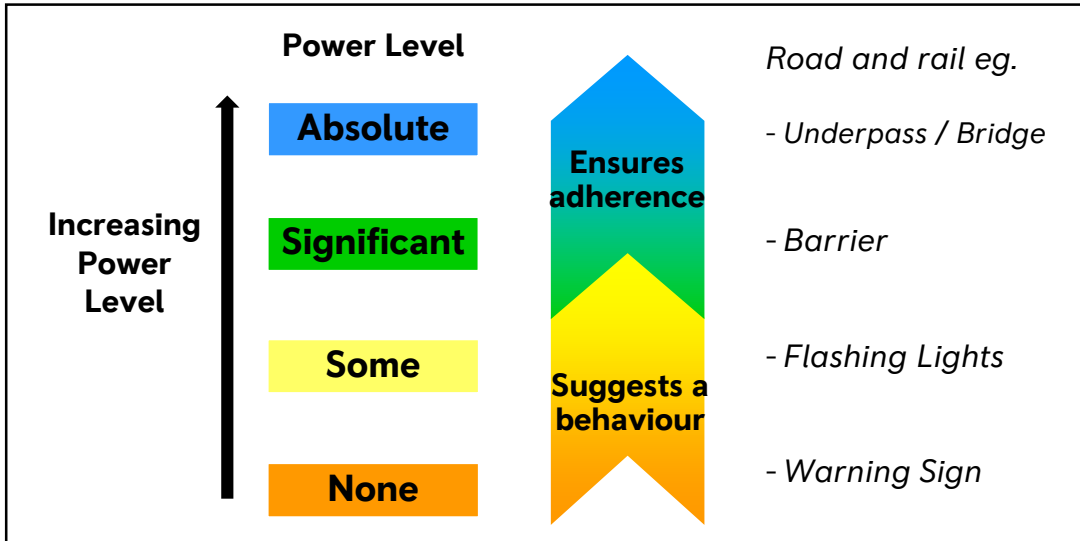 Power Level
Road and rail eg.
Absolute
- Underpass / Bridge
Ensures
adherence
Increasing
Power
Level
Significant
- Barrier
Some
- Flashing Lights
Suggests a
behaviour
None
- Warning Sign